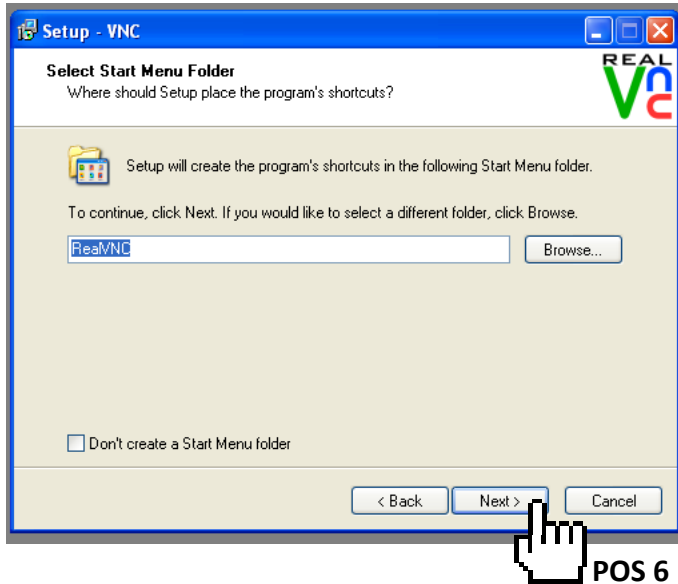 Setup - VNC
Select Start Menu Folder
Where should Setup place the program's shortcuts?
REAL
VNC
Setup will create the program's shortcuts in the following Start Menu folder.
To continue, click Next. If you would like to select a different folder, click Browse.
RealVNC
Browse...
Don't create a Start Menu folder
< Back
Next >
Cancel
POS 6